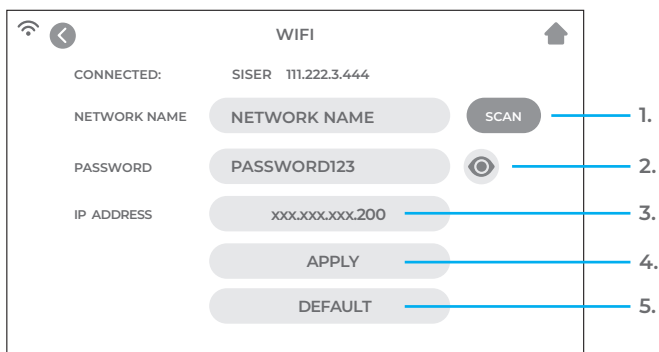 WIFI
CONNECTED: SISER 111.222.3.444
NETWORK NAME NETWORK NAME SCAN 1.
PASSWORD PASSWORD123 2.
IP ADDRESS xxx.xxx.xxx.200 3.
APPLY 4.
DEFAULT 5.